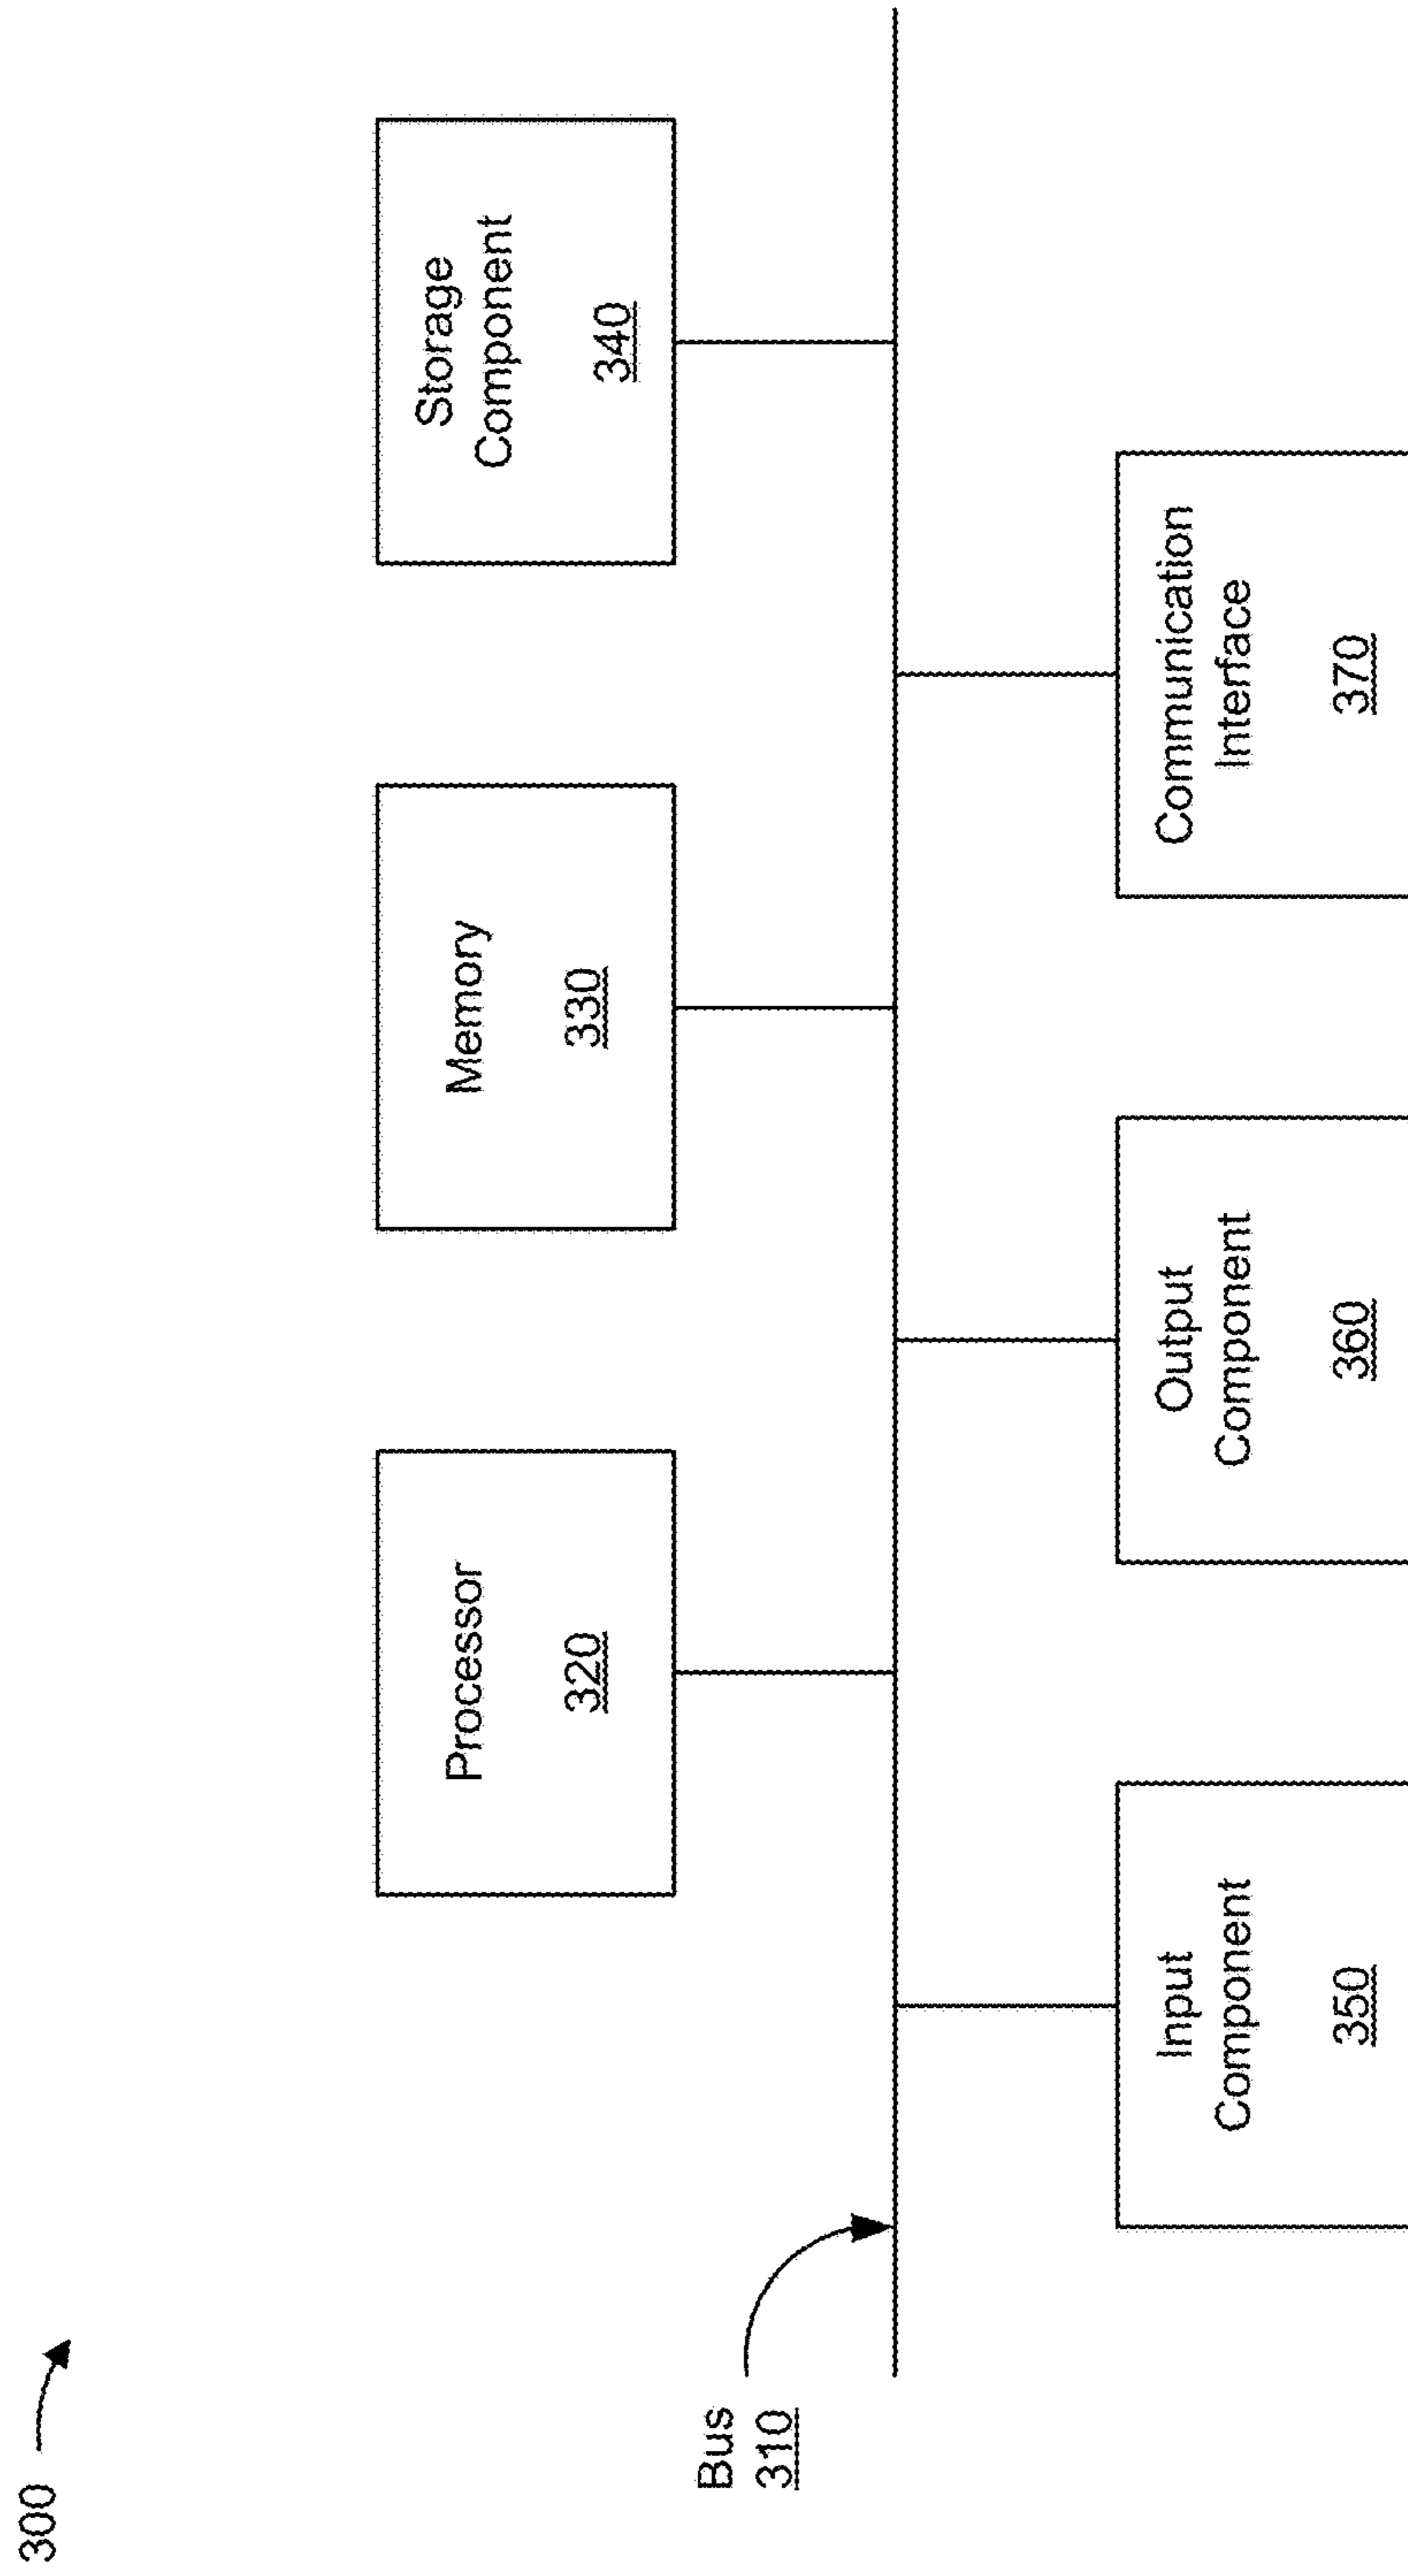 300
Processor
320
Memory
330
Storage
Component
340
Bus
310
Input
Component
350
Output
Component
360
Communication
Interface
370